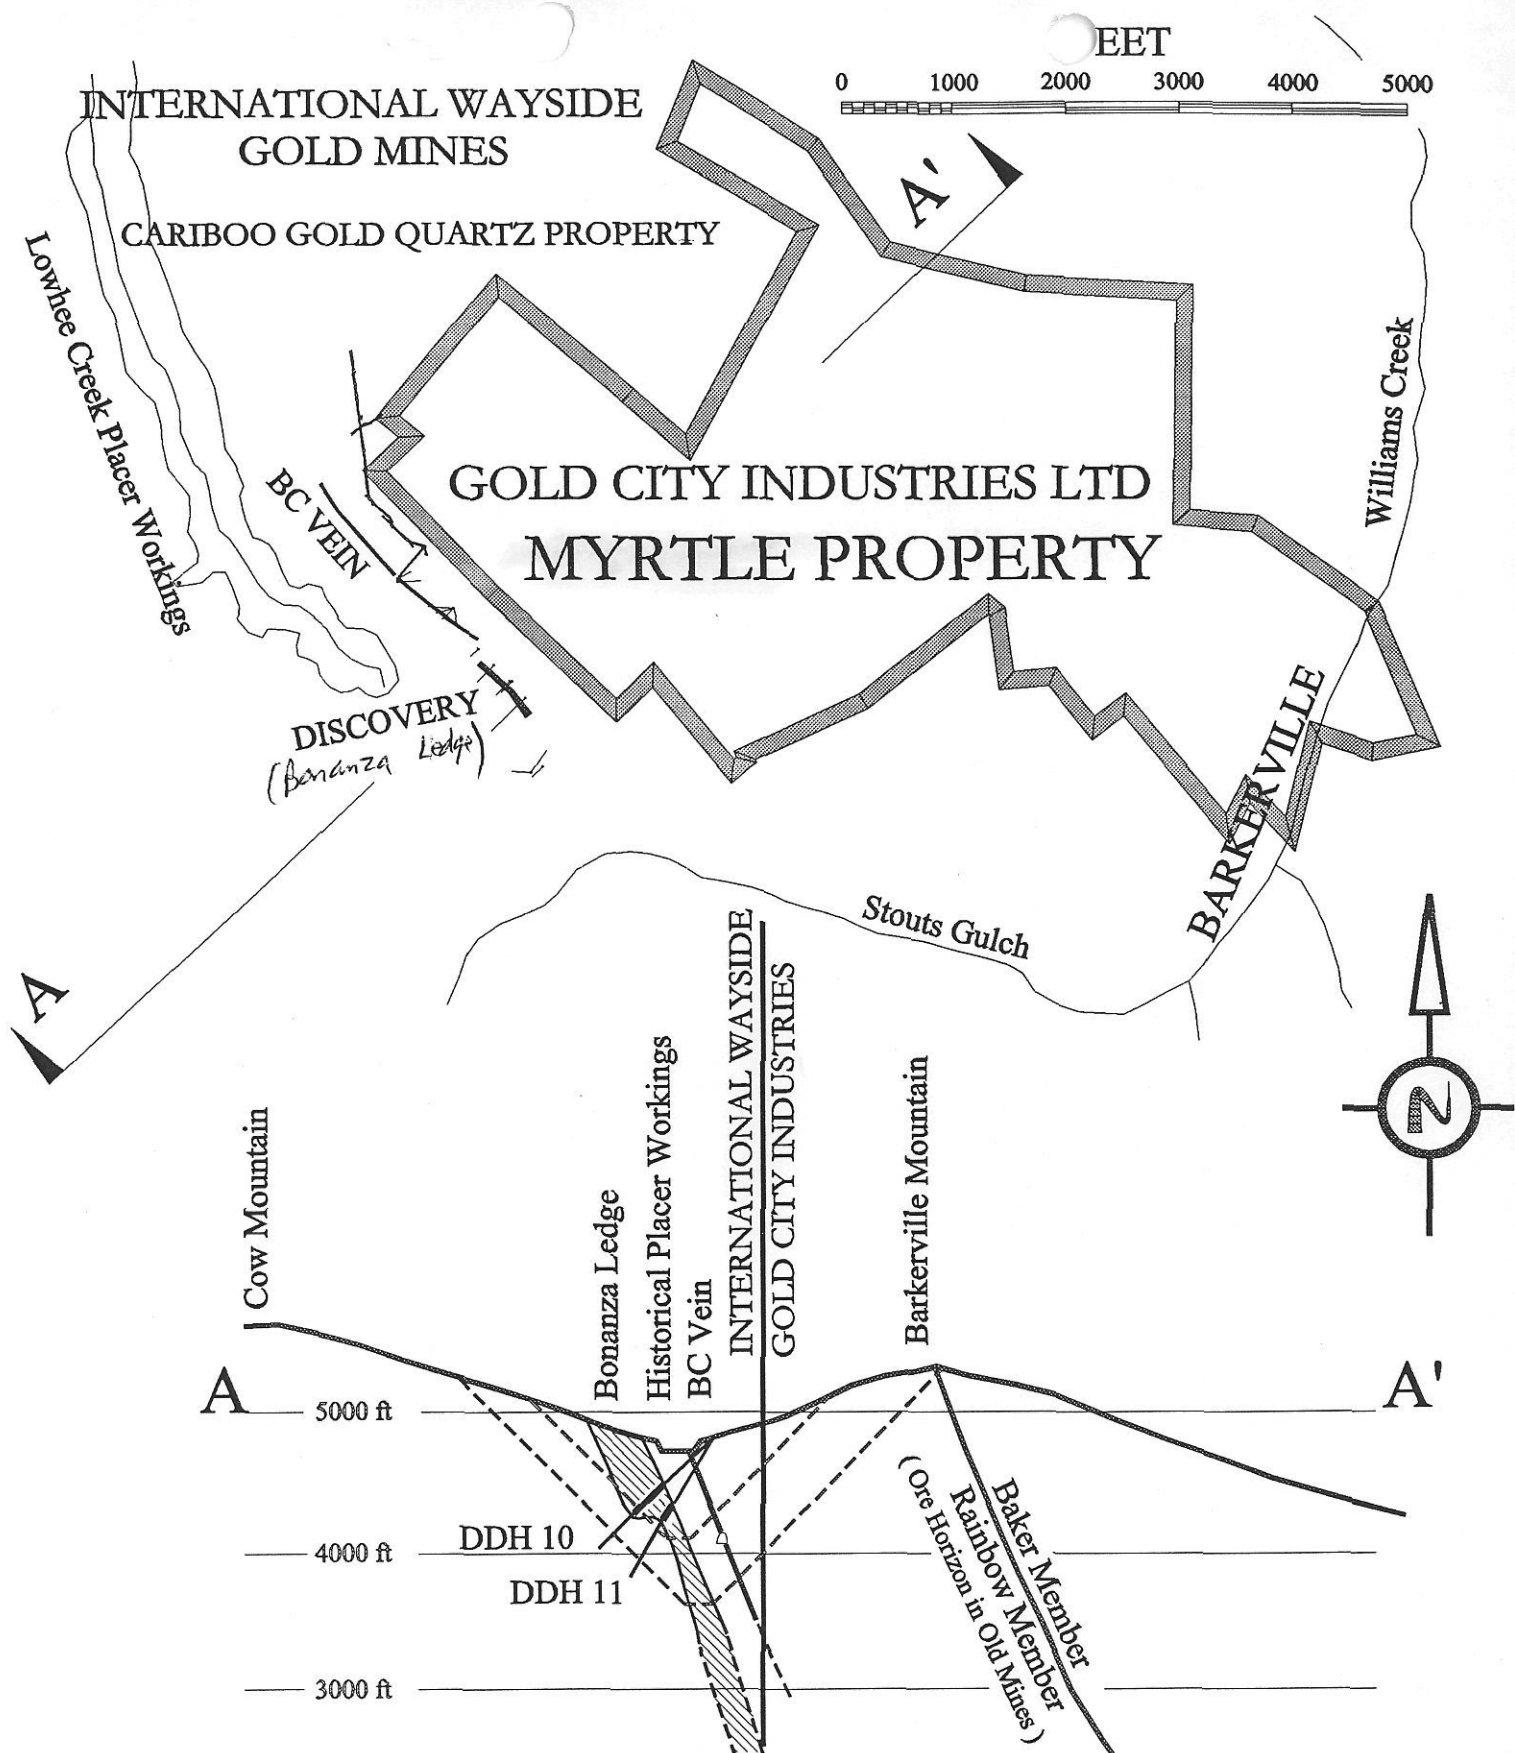 EET
0 1000 2000 3000 4000 5000
INTERNATIONAL WAYSIDE
GOLD MINES
CARIBOO GOLD QUARTZ PROPERTY
A'
Lowhee Creek Placer Workings
Williams Creek
BC VEIN
GOLD CITY INDUSTRIES LTD
MYRTLE PROPERTY
DISCOVERY
(Bonanza Ledge)
BARKERVILLE
Stouts Gulch
A
N
Cow Mountain
Bonanza Ledge
Historical Placer Workings
BC Vein
INTERNATIONAL WAYSIDE
GOLD CITY INDUSTRIES
Barkerville Mountain
A
A'
5000 ft
4000 ft
3000 ft
DDH 10
DDH 11
Baker Member
Rainbow Member
( Ore Horizon in Old Mines )